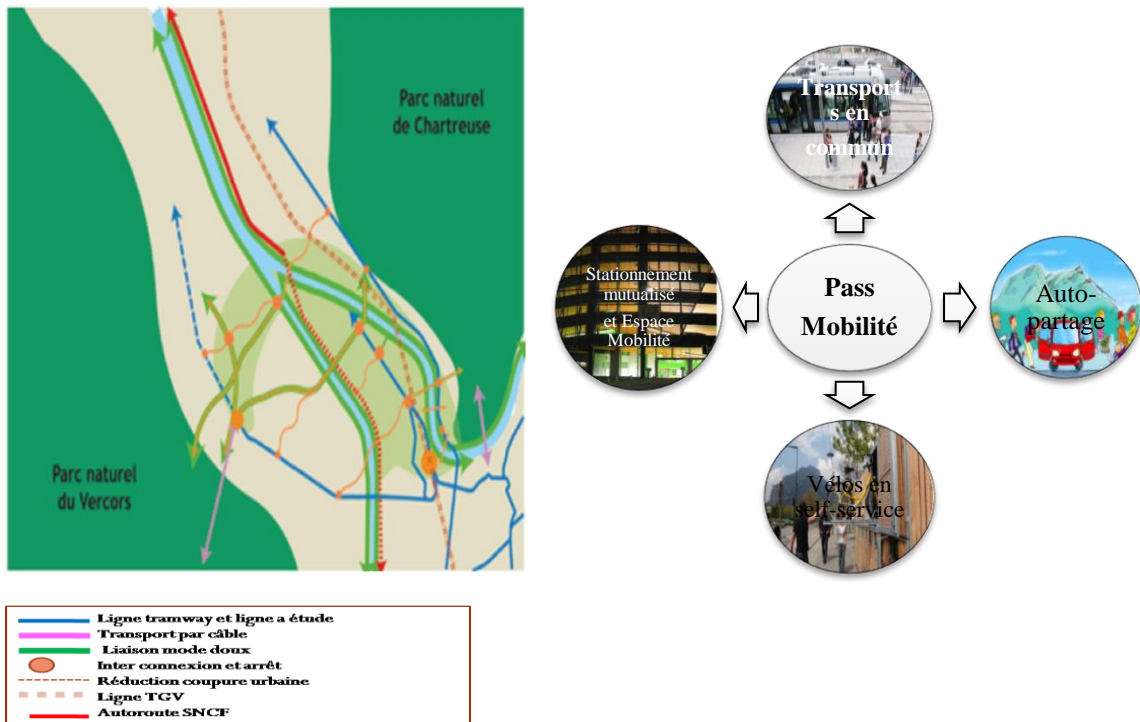 Parc naturel
de Chartreuse
Parc naturel
du Vercors
Ligne tramway et ligne a étude
Transport par câble
Liaison mode doux
Inter connexion et arrêt
Réduction coupure urbaine
Ligne TGV
Autoroute SNCF
Transport
s en
commun
Stationnement
mutualisé
et Espace
Mobilité
Pass
Mobilité
Auto-
partage
Vélos en
self-service